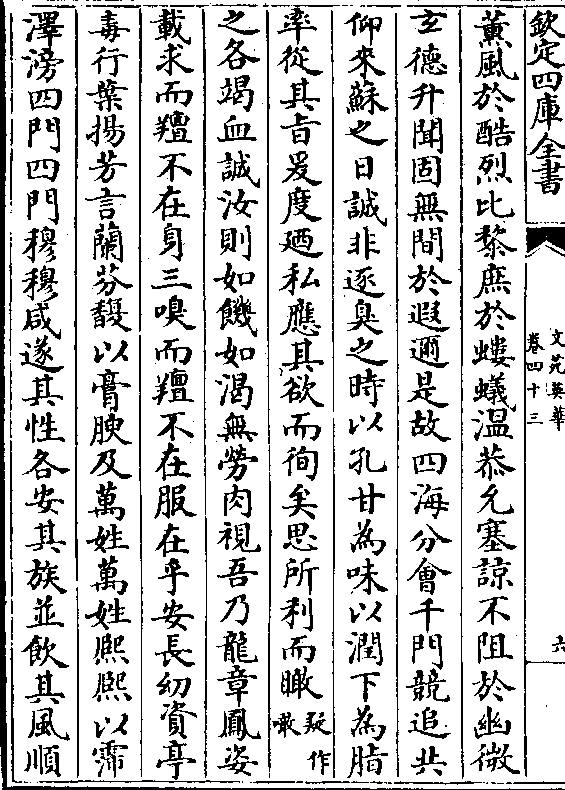 欽定四庫全書
文苑英華
卷四十三
六
薰風於酷烈比黎庶於螻蟻温恭允塞諒不阻於幽微
玄德升聞固無間於遐邇是故四海分會千門競追共
仰來蘇之日誠非逐臭之時以孔甘為味以潤下為脂
率從其旨爰度廼私應其欲而徇矣思所利而瞰疑作噉
之各竭血誠汝則如饑如渴無勞肉視吾乃龍章鳳姿
載求而羶不在身三嗅而羶不在服在乎安長幼資亭
毒行葉揚芳言蘭芬馥以膏腴及萬姓萬姓熙熙以霈
澤滂四門四門穆穆咸遂其性各安其族並飲其風順